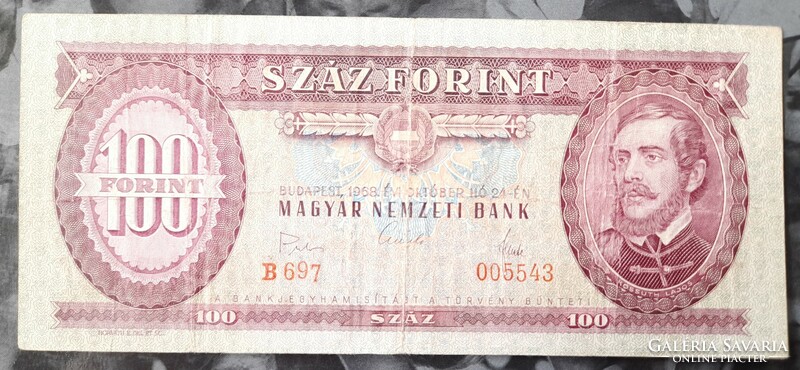 SZÁZ FORINT
100
FORINT
BUDAPEST, 1968. ÉVI OKTÓBER HÓ 24-ÉN
MAGYAR NEMZETI BANK
B 697 005543
A BANKJEGYHAMISÍTÁST A TÖRVÉNY BÜNTETI
100 SZÁZ 100
GALERIA SAVARIA
ONLINE PIACTÉR